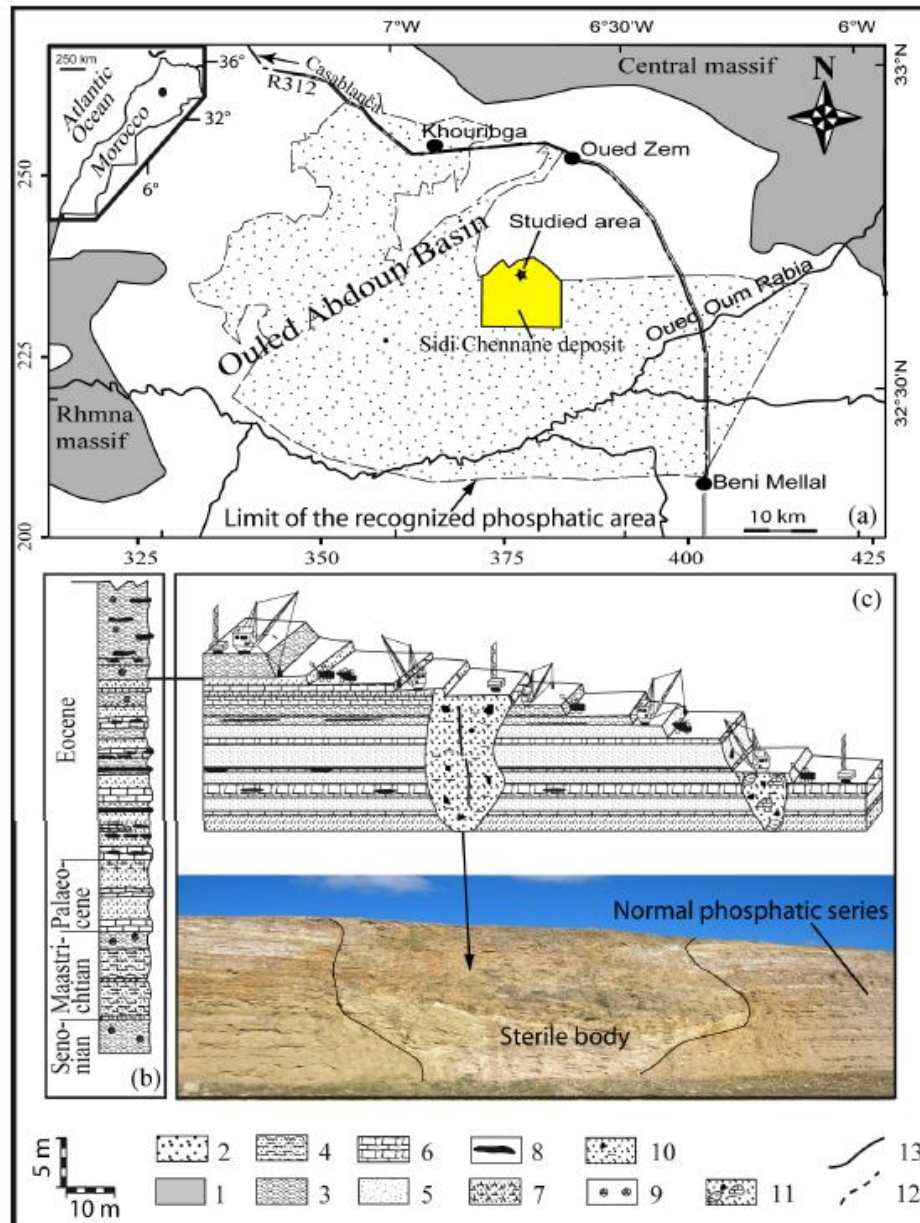 7°W 6°30'W 6°W
250 km
36°
32°
6°
Atlantic
Ocean
Morocco
Casablanca
R312
Central massif
33°N
N
Khouribga
Oued Zem
250
Studied area
Ouled Abdoun Basin
Oued Oum Rabia
Sidi Chennane deposit
225
32°30'N
Rhmna
massif
Beni Mellal
Limit of the recognized phosphatic area
10 km
(a)
200
325 350 375 400 425
Eocene
Palaeo-
cene
Maastri-
chtian
Seno-
nian
(b)
(c)
Normal phosphatic series
Sterile body
5 m
10 m
2 4 6 8 10 13
1 3 5 7 9 11 12